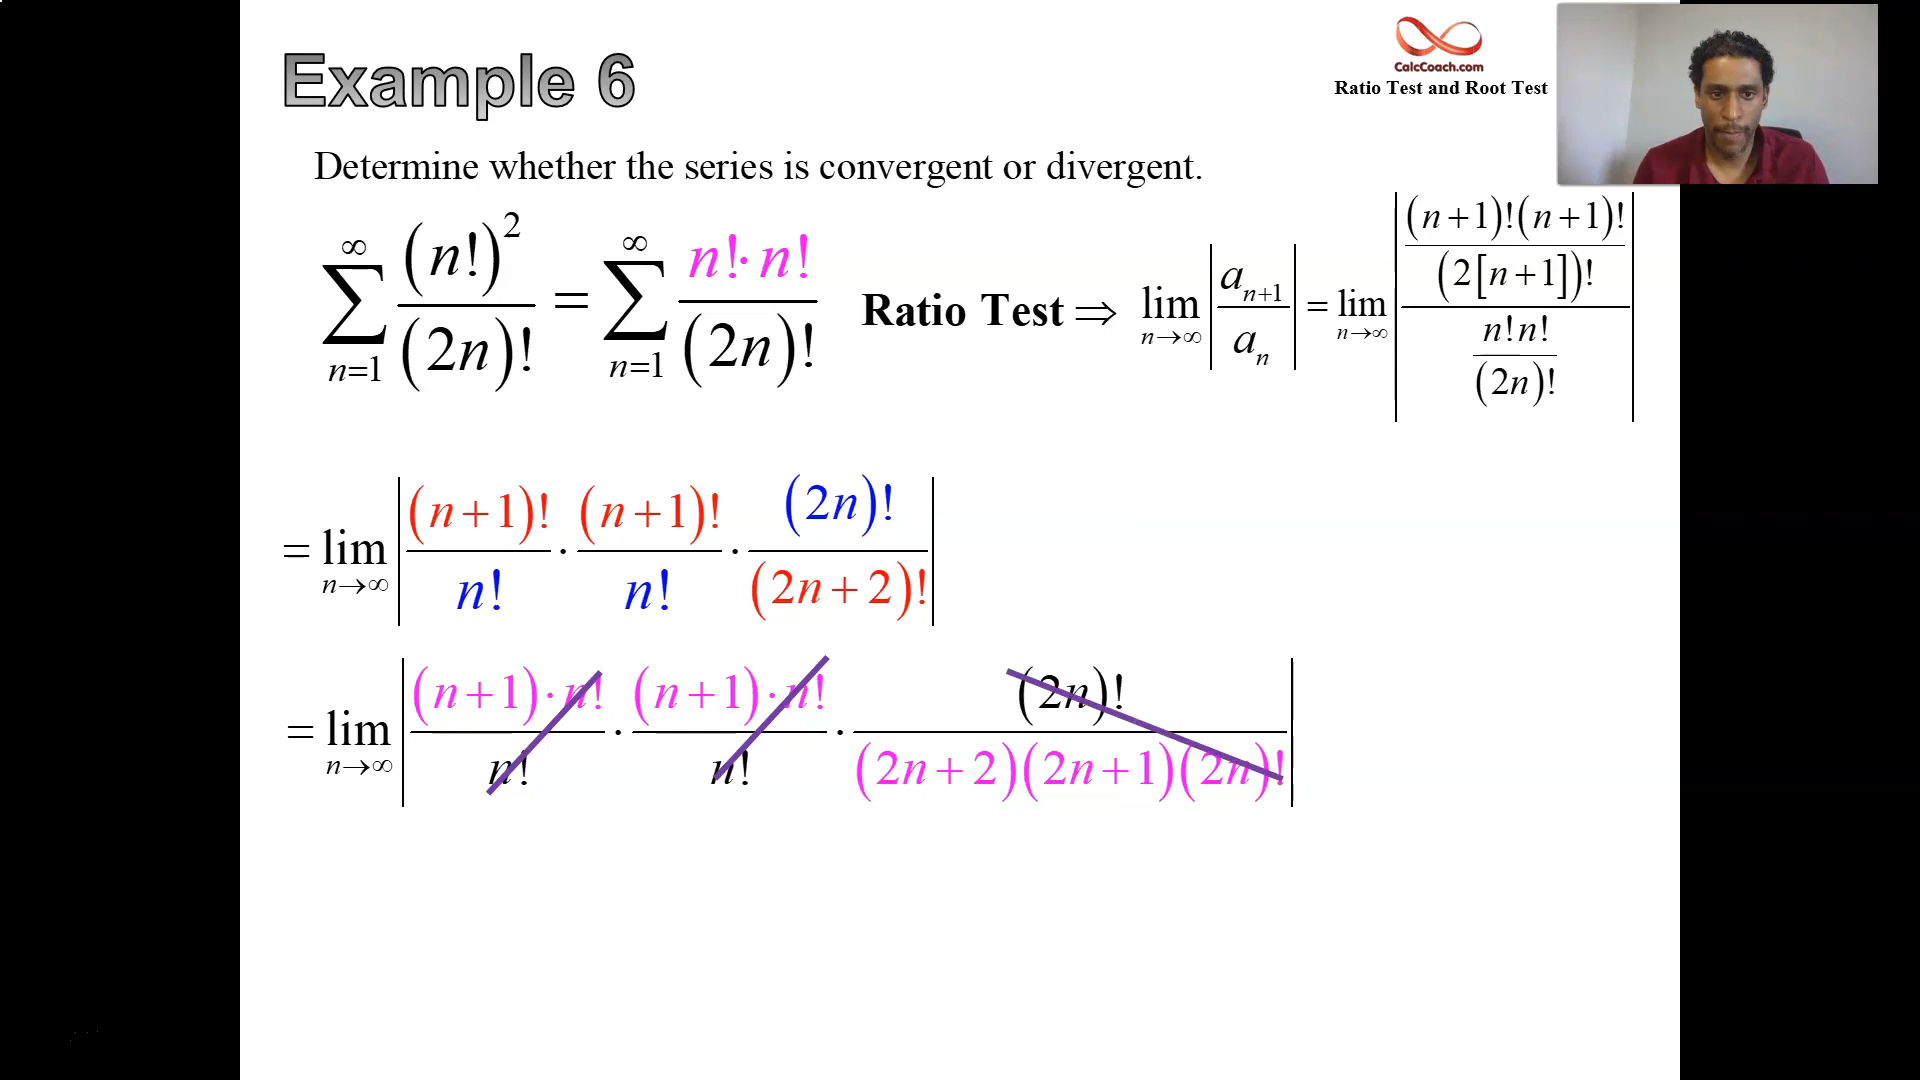 Example 6
CalcCoach.com
Ratio Test and Root Test
Determine whether the series is convergent or divergent.
∑_{n=1}^{∞} (n!)^2 / (2n)! = ∑_{n=1}^{∞} n!·n! / (2n)! Ratio Test ⇒ lim_{n→∞} |a_{n+1} / a_n| = lim_{n→∞} |((n+1)!(n+1)! / (2[n+1])!) / (n!n! / (2n)!)|
= lim_{n→∞} |(n+1)! / n! · (n+1)! / n! · (2n)! / (2n+2)!|
= lim_{n→∞} |(n+1)·n! / n! · (n+1)·n! / n! · (2n)! / (2n+2)(2n+1)(2n)!|